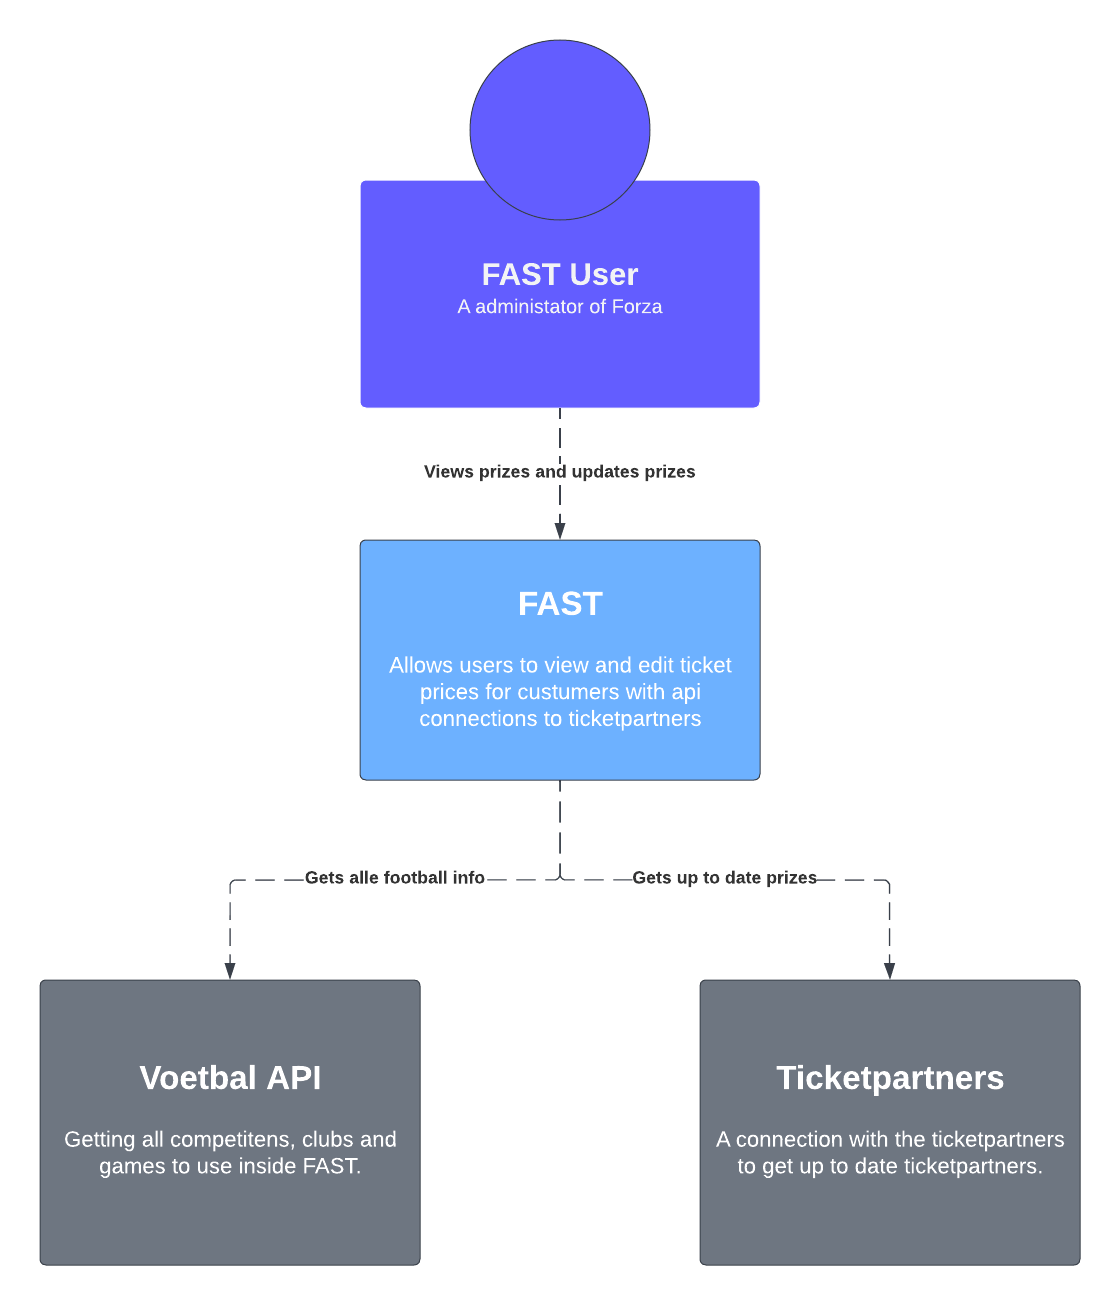 FAST User
A administator of Forza
Views prizes and updates prizes
FAST
Allows users to view and edit ticket
prices for custumers with api
connections to ticketpartners
Gets alle football info
Gets up to date prizes
Voetbal API
Getting all competitens, clubs and
games to use inside FAST.
Ticketpartners
A connection with the ticketpartners
to get up to date ticketpartners.